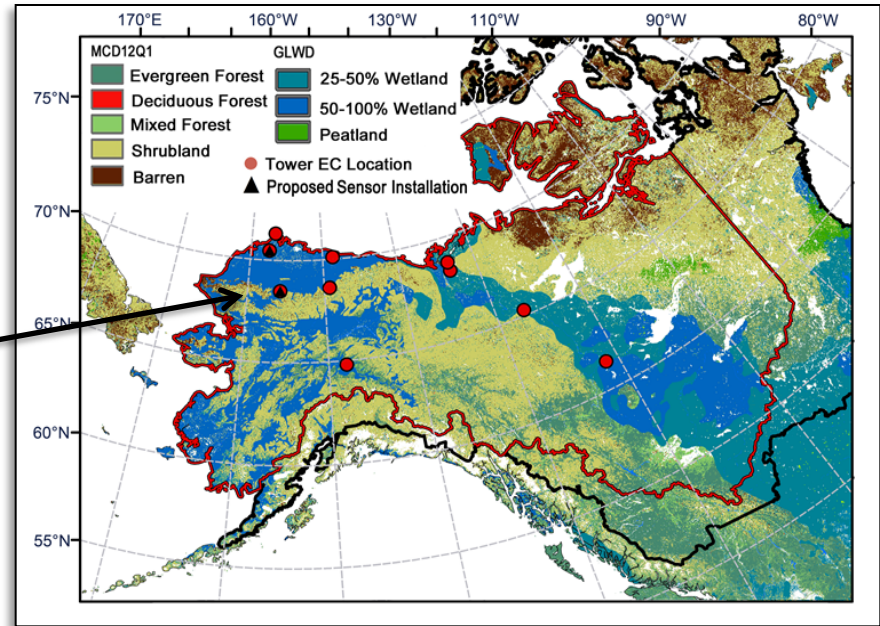 170°E 160°W 130°W 110°W 90°W 80°W
MCD12Q1
Evergreen Forest
Deciduous Forest
Mixed Forest
Shrubland
Barren
GLWD
25-50% Wetland
50-100% Wetland
Peatland
Tower EC Location
Proposed Sensor Installation
75°N
70°N
65°N
60°N
55°N